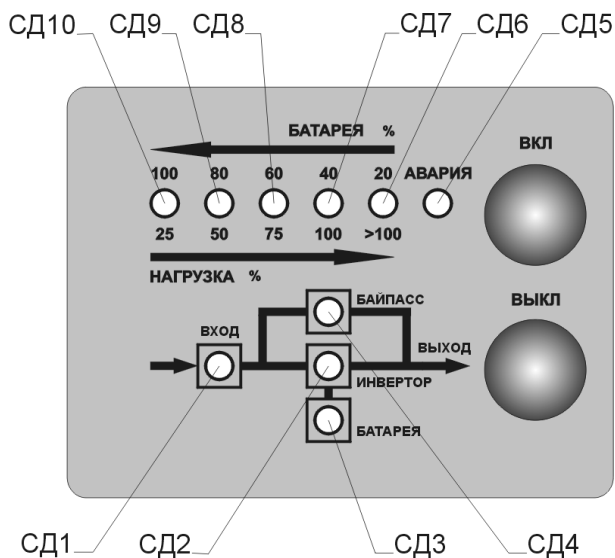 СД10 СД9 СД8 СД7 СД6 СД5
БАТАРЕЯ %
ВКЛ
100 80 60 40 20 АВАРИЯ
25 50 75 100 >100
НАГРУЗКА %
ВЫКЛ
БАЙПАСС
ВХОД
ВЫХОД
ИНВЕРТОР
БАТАРЕЯ
СД1 СД2 СД3 СД4